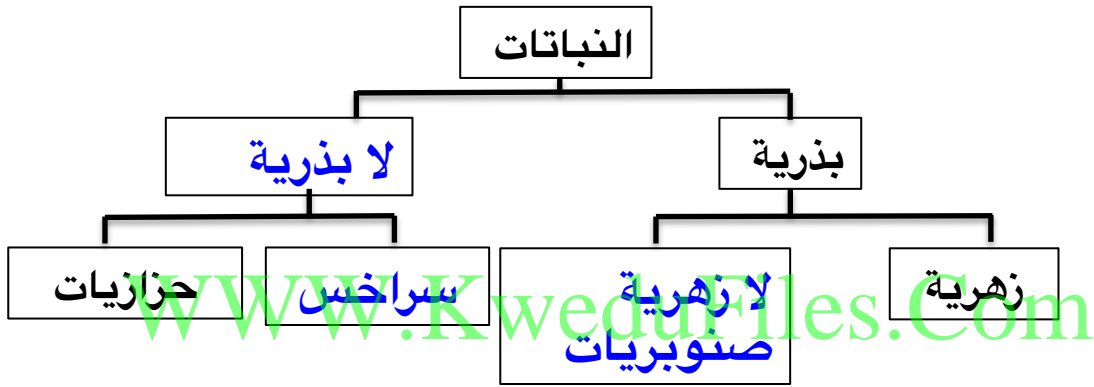 النباتات
بذرية
لا بذرية
زهرية
لا زهرية
صنوبريات
سراخس
حزازيات
WWW.KweduFiles.Com